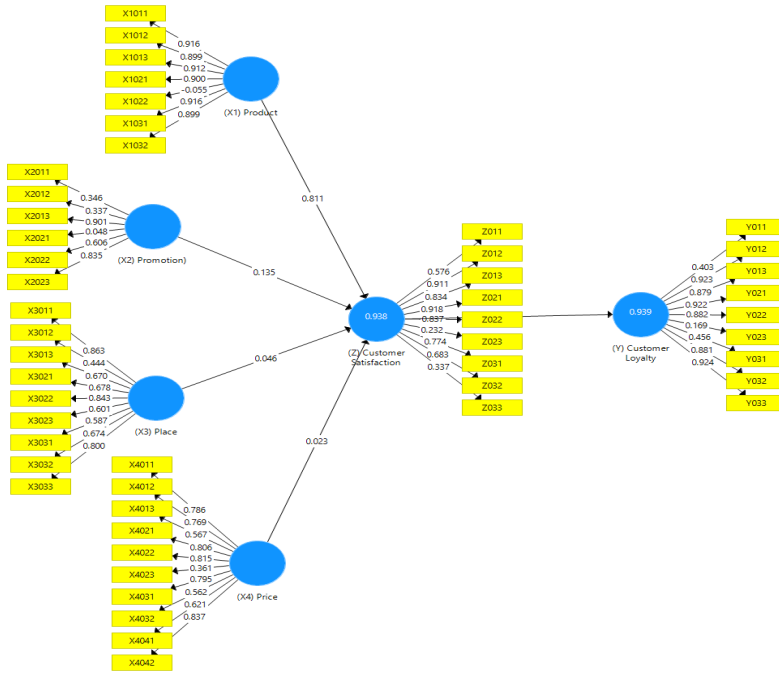 X1011
X1012
X1013
X1021
X1022
X1031
X1032
0.916
0.899
0.912
0.900
-0.055
0.916
0.899
(X1) Product
0.811
X2011
X2012
X2013
X2021
X2022
X2023
0.346
0.337
0.901
0.048
0.606
0.835
(X2) Promotion)
0.135
X3011
X3012
X3013
X3021
X3022
X3023
X3031
X3032
X3033
0.863
0.444
0.670
0.678
0.843
0.601
0.587
0.674
0.800
(X3) Place
0.046
X4011
X4012
X4013
X4021
X4022
X4023
X4031
X4032
X4041
X4042
0.786
0.769
0.567
0.806
0.815
0.361
0.795
0.562
0.621
0.837
(X4) Price
0.023
0.938
(Z) Customer
Satisfaction
0.576
0.911
0.834
0.918
0.837
0.232
0.774
0.683
0.337
Z011
Z012
Z013
Z021
Z022
Z023
Z031
Z032
Z033
0.939
(Y) Customer
Loyalty
0.403
0.923
0.879
0.922
0.882
0.169
0.456
0.881
0.924
Y011
Y012
Y013
Y021
Y022
Y023
Y031
Y032
Y033